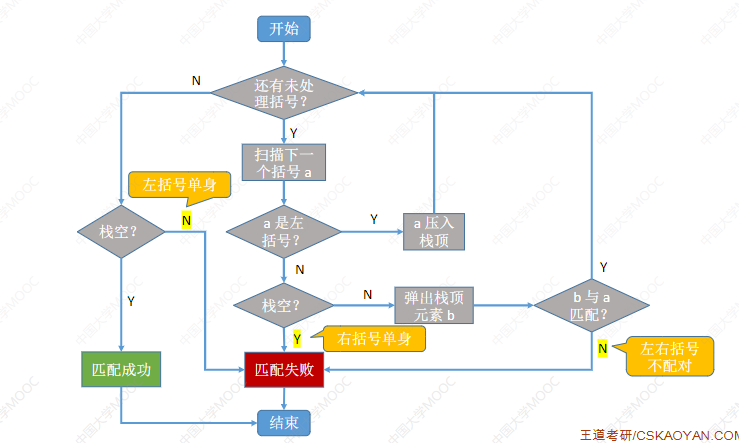 开始
还有未处
理括号？
N
Y
扫描下一
个括号 a
左括号单身
栈空？
N
a 是左
括号？
Y
a 压入
栈顶
Y
N
栈空？
N
弹出栈顶
元素 b
b 与 a
匹配？
Y
Y
右括号单身
N
左右括号
不配对
匹配成功
匹配失败
结束
王道考研/CSKAOYAN.COM
中国大学MOOC